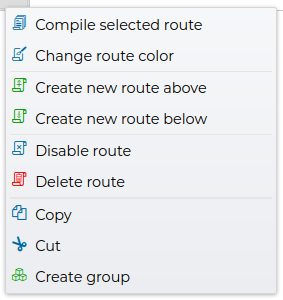 Compile selected route
Change route color
Create new route above
Create new route below
Disable route
Delete route
Copy
Cut
Create group